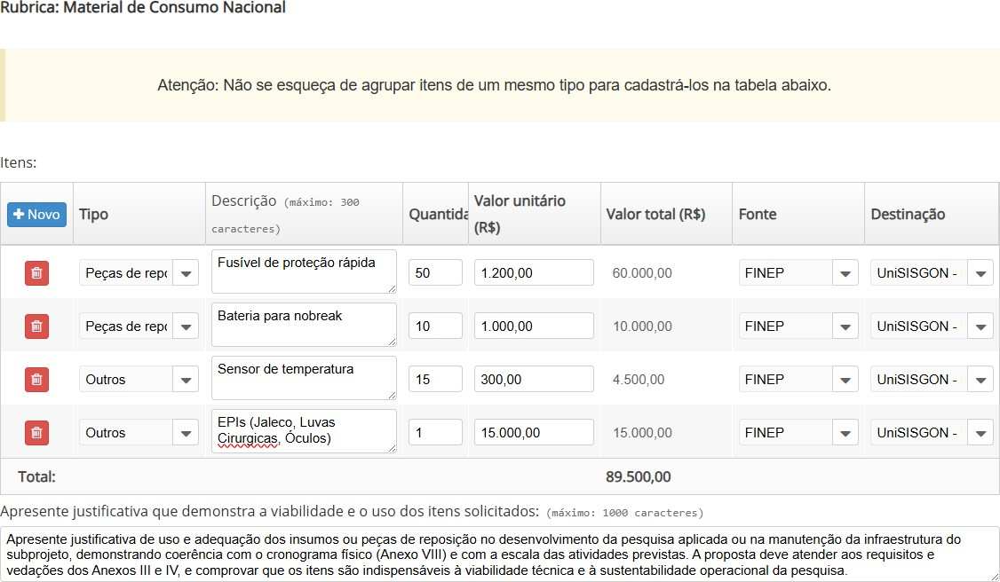 Rubrica: Material de Consumo Nacional
Atenção: Não se esqueça de agrupar itens de um mesmo tipo para cadastrá-los na tabela abaixo.
Itens:
Novo Tipo Descrição (máximo: 300 caracteres) Quantida Valor unitário (R$) Valor total (R$) Fonte Destinação
Peças de repo Fusível de proteção rápida 50 1.200,00 60.000,00 FINEP UniSISGON -
Peças de repo Bateria para nobreak 10 1.000,00 10.000,00 FINEP UniSISGON -
Outros Sensor de temperatura 15 300,00 4.500,00 FINEP UniSISGON -
Outros EPIs (Jaleco, Luvas Cirurgicas, Óculos) 1 15.000,00 15.000,00 FINEP UniSISGON -
Total: 89.500,00
Apresente justificativa que demonstra a viabilidade e o uso dos itens solicitados: (máximo: 1000 caracteres)
Apresente justificativa de uso e adequação dos insumos ou peças de reposição no desenvolvimento da pesquisa aplicada ou na manutenção da infraestrutura do
subprojeto, demonstrando coerência com o cronograma físico (Anexo VIII) e com a escala das atividades previstas. A proposta deve atender aos requisitos e
vedações dos Anexos III e IV, e comprovar que os itens são indispensáveis à viabilidade técnica e à sustentabilidade operacional da pesquisa.